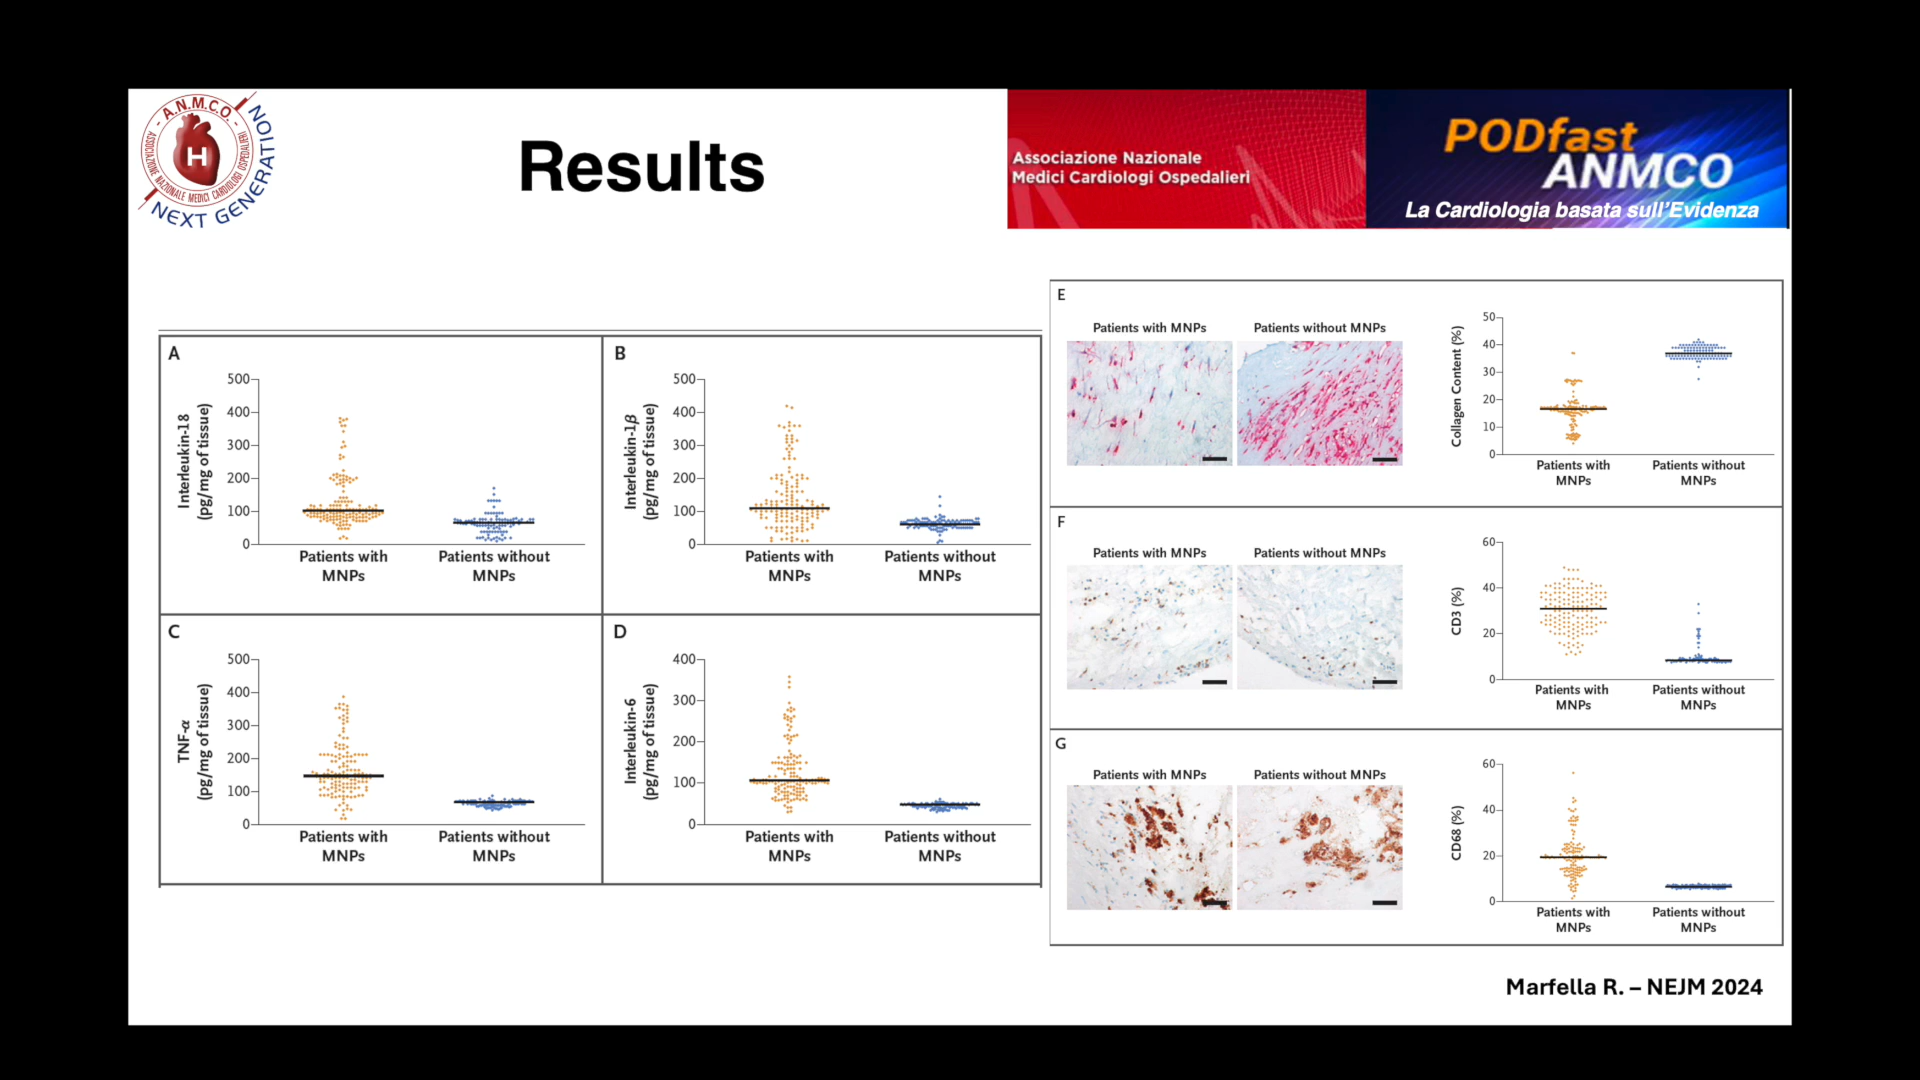 A.N.M.C.O.
ASSOCIAZIONE NAZIONALE MEDICI CARDIOLOGI OSPEDALIERI
H
NEXT GENERATION
Results
Associazione Nazionale
Medici Cardiologi Ospedalieri
PODfast
ANMCO
La Cardiologia basata sull'Evidenza
A
Interleukin-18
(pg/mg of tissue)
500
400
300
200
100
0
Patients with
MNPs
Patients without
MNPs
B
Interleukin-1β
(pg/mg of tissue)
500
400
300
200
100
0
Patients with
MNPs
Patients without
MNPs
C
TNF-α
(pg/mg of tissue)
500
400
300
200
100
0
Patients with
MNPs
Patients without
MNPs
D
Interleukin-6
(pg/mg of tissue)
400
300
200
100
0
Patients with
MNPs
Patients without
MNPs
E
Patients with MNPs
Patients without MNPs
Collagen Content (%)
50
40
30
20
10
0
Patients with
MNPs
Patients without
MNPs
F
Patients with MNPs
Patients without MNPs
CD3 (%)
60
40
20
0
Patients with
MNPs
Patients without
MNPs
G
Patients with MNPs
Patients without MNPs
CD68 (%)
60
40
20
0
Patients with
MNPs
Patients without
MNPs
Marfella R. – NEJM 2024